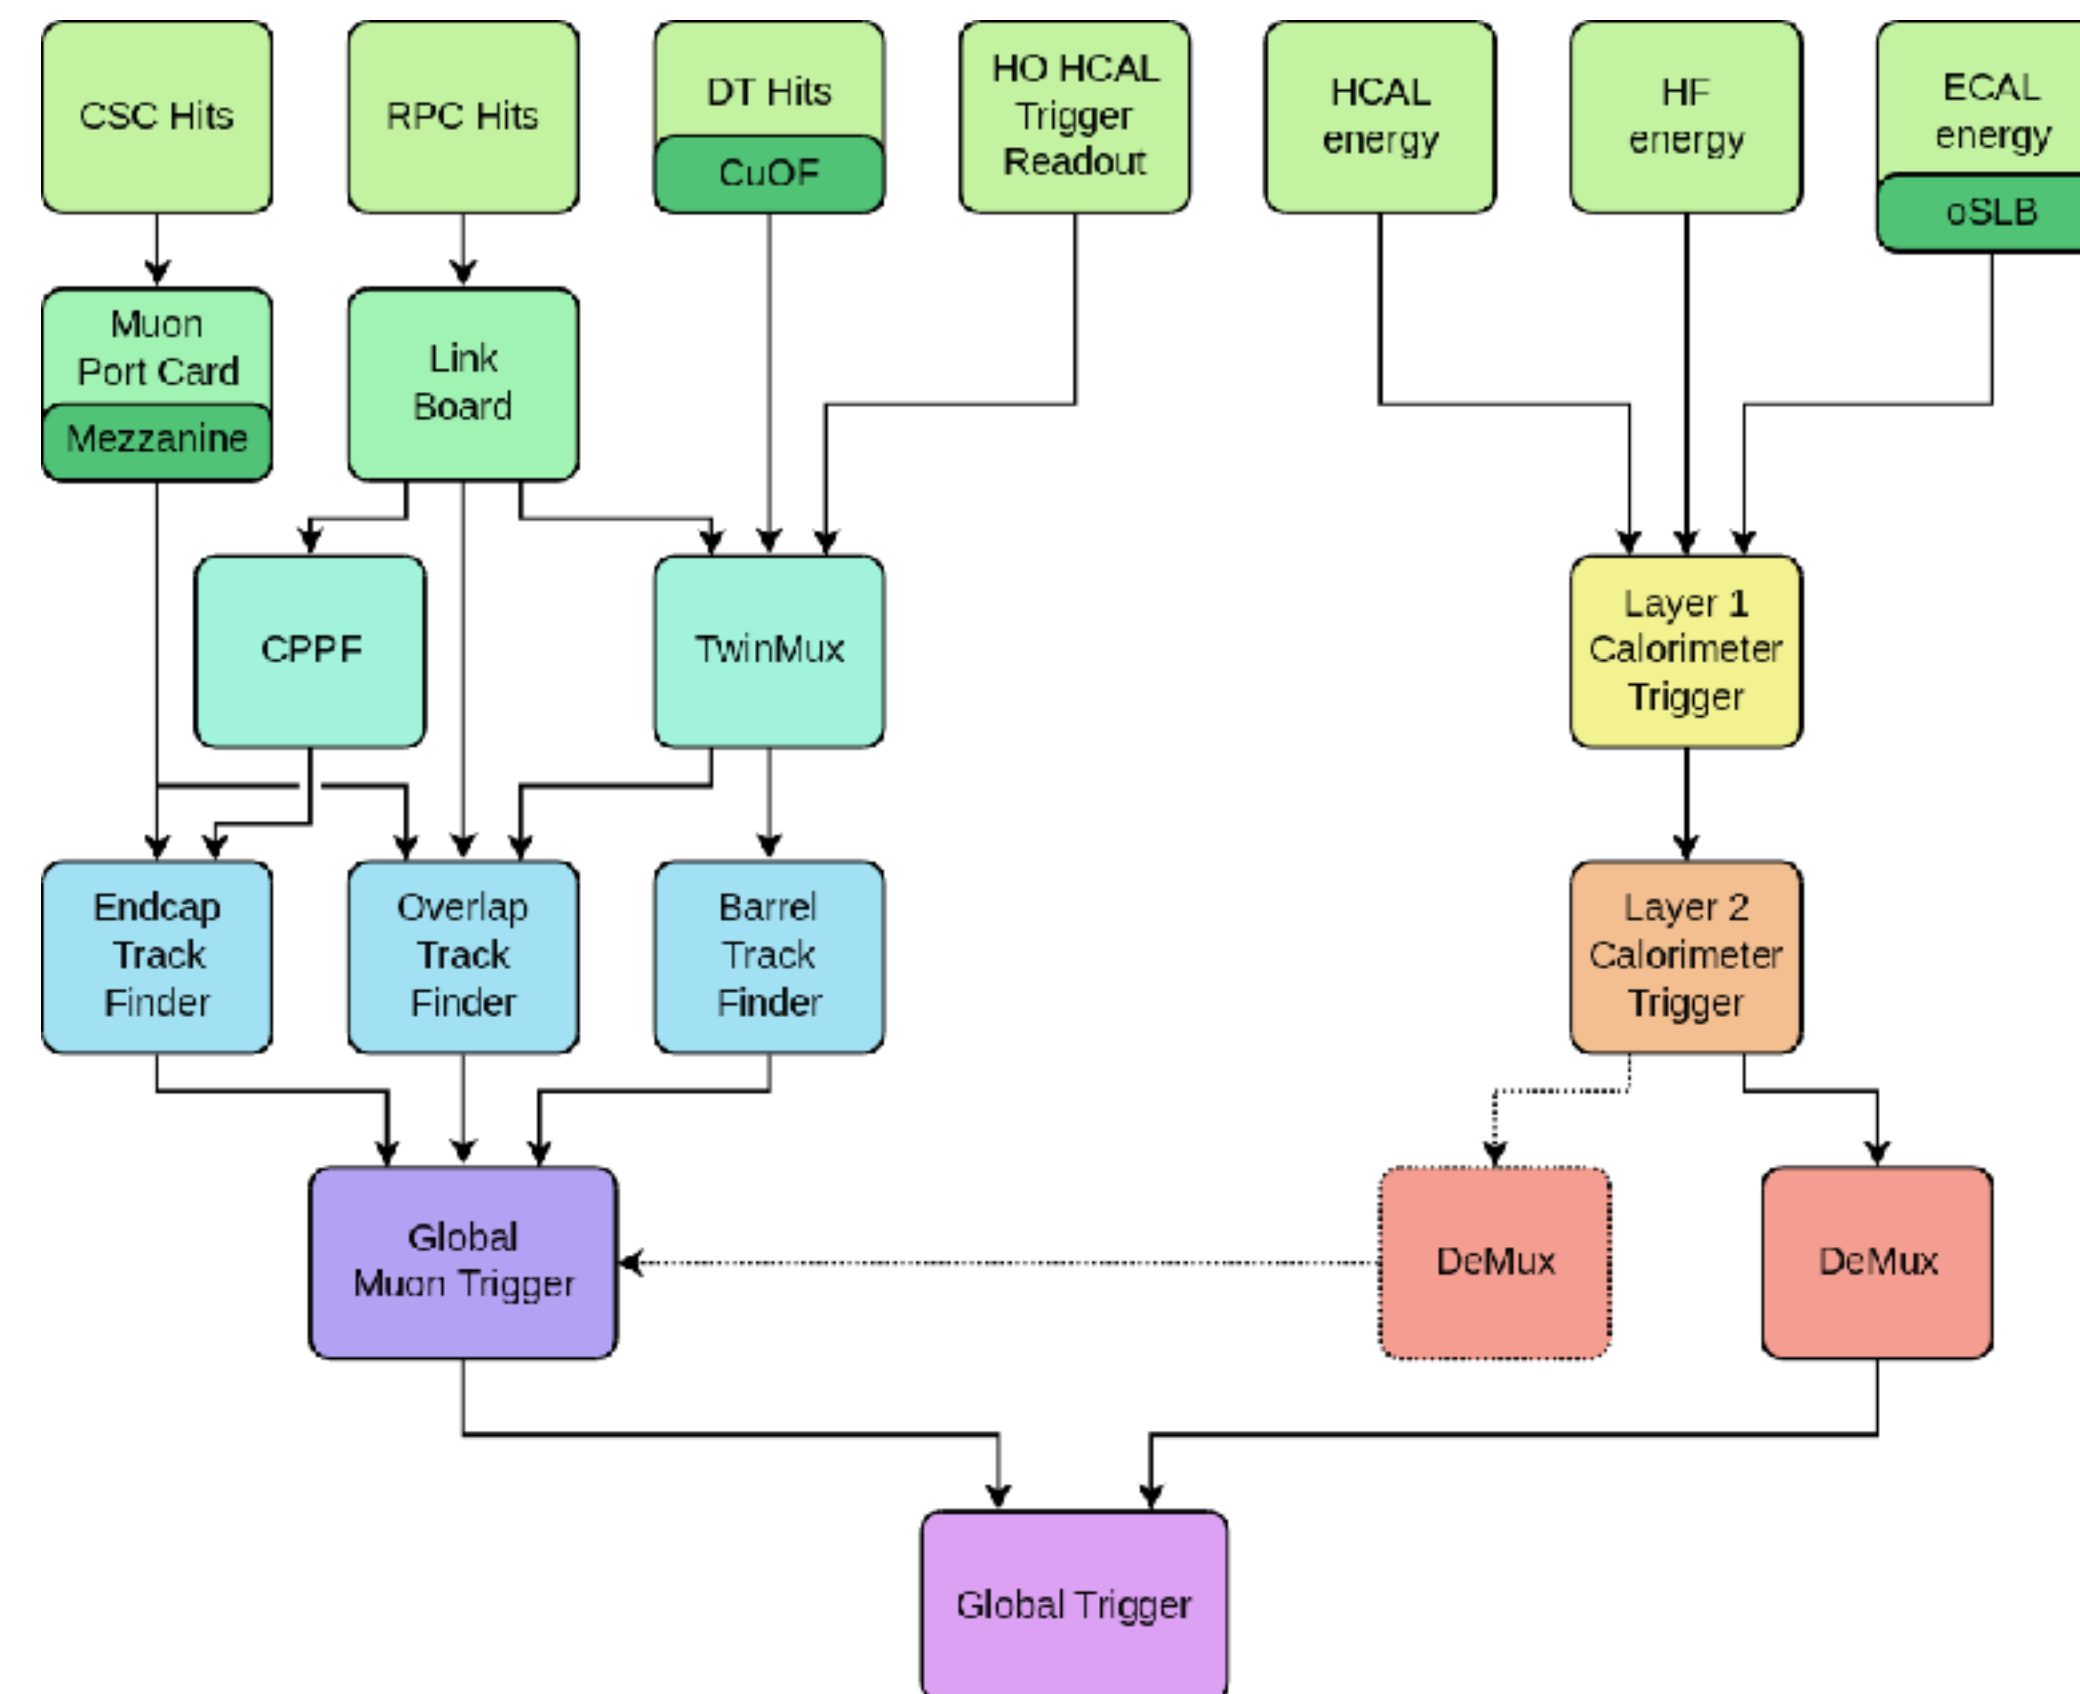 CSC Hits
RPC Hits
DT Hits
CuOF
HO HCAL
Trigger
Readout
HCAL
energy
HF
energy
ECAL
energy
oSLB
Muon
Port Card
Mezzanine
Link
Board
CPPF
TwinMux
Layer 1
Calorimeter
Trigger
Endcap
Track
Finder
Overlap
Track
Finder
Barrel
Track
Finder
Layer 2
Calorimeter
Trigger
Global
Muon Trigger
DeMux
DeMux
Global Trigger